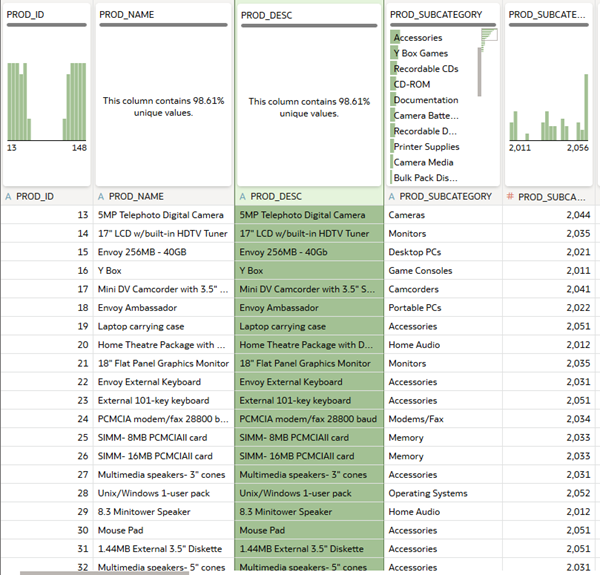 PROD_ID PROD_NAME PROD_DESC PROD_SUBCATEGORY PROD_SUBCATE...
This column contains 98.61% unique values.
This column contains 98.61% unique values.
Accessories
Y Box Games
Recordable CDs
CD-ROM
Documentation
Camera Batte...
Recordable D...
Printer Supplies
Camera Media
Bulk Pack Dis...
13 148
2,011 2,056
A PROD_ID A PROD_NAME A PROD_DESC A PROD_SUBCATEGORY # PROD_SUBCA...
13 5MP Telephoto Digital Camera 5MP Telephoto Digital Camera Cameras 2,044
14 17" LCD w/built-in HDTV Tuner 17" LCD w/built-in HDTV Tuner Monitors 2,035
15 Envoy 256MB - 40GB Envoy 256MB - 40Gb Desktop PCs 2,021
16 Y Box Y Box Game Consoles 2,011
17 Mini DV Camcorder with 3.5" ... Mini DV Camcorder with 3.5" S... Camcorders 2,041
18 Envoy Ambassador Envoy Ambassador Portable PCs 2,022
19 Laptop carrying case Laptop carrying case Accessories 2,051
20 Home Theatre Package with ... Home Theatre Package with D... Home Audio 2,012
21 18" Flat Panel Graphics Monitor 18" Flat Panel Graphics Monitor Monitors 2,035
22 Envoy External Keyboard Envoy External Keyboard Accessories 2,031
23 External 101-key keyboard External 101-key keyboard Accessories 2,051
24 PCMCIA modem/fax 28800 b... PCMCIA modem/fax 28800 baud Modems/Fax 2,034
25 SIMM- 8MB PCMCIAII card SIMM- 8MB PCMCIAII card Memory 2,033
26 SIMM- 16MB PCMCIAII card SIMM- 16MB PCMCIAII card Memory 2,033
27 Multimedia speakers- 3" cones Multimedia speakers- 3" cones Accessories 2,031
28 Unix/Windows 1-user pack Unix/Windows 1-user pack Operating Systems 2,052
29 8.3 Minitower Speaker 8.3 Minitower Speaker Home Audio 2,012
30 Mouse Pad Mouse Pad Accessories 2,051
31 1.44MB External 3.5" Diskette 1.44MB External 3.5" Diskette Accessories 2,051
32 Multimedia speakers- 5" cones Multimedia speakers- 5" cones Accessories 2,031